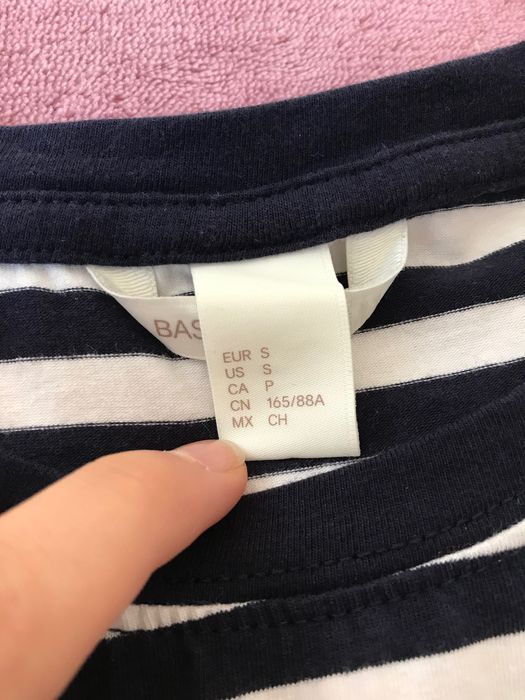 BAS
EUR S
US S
CA P
CN 165/88A
MX CH